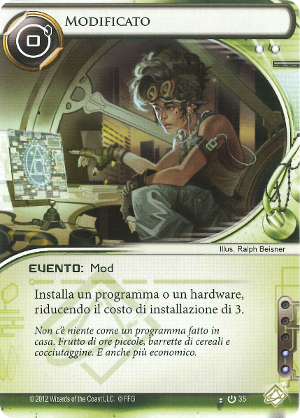 Modificato
Illus. Ralph Beisner
EVENTO: Mod
Installa un programma o un hardware,
riducendo il costo di installazione di 3.
Non c'è niente come un programma fatto in
casa. Frutto di ore piccole, barrette di cereali e
cocciutaggine. E anche più economico.
© 2012 Wizards of the Coast LLC. © FFG
35